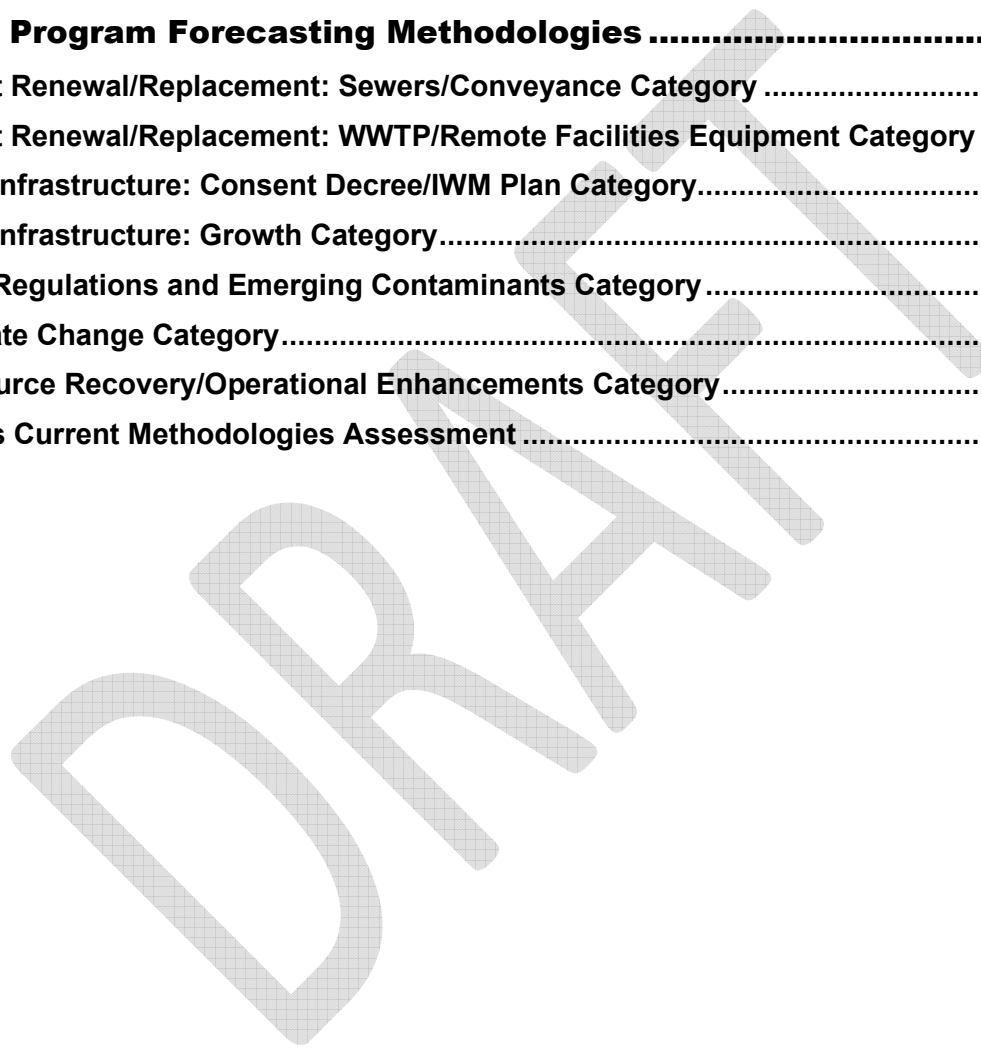 Program Forecasting Methodologies ................................
t Renewal/Replacement: Sewers/Conveyance Category ..........................
t Renewal/Replacement: WWTP/Remote Facilities Equipment Category
nfrastructure: Consent Decree/IWM Plan Category..................................
nfrastructure: Growth Category.................................................................
Regulations and Emerging Contaminants Category .................................
ate Change Category....................................................................................
urce Recovery/Operational Enhancements Category...............................
s Current Methodologies Assessment .......................................................
DRAFT